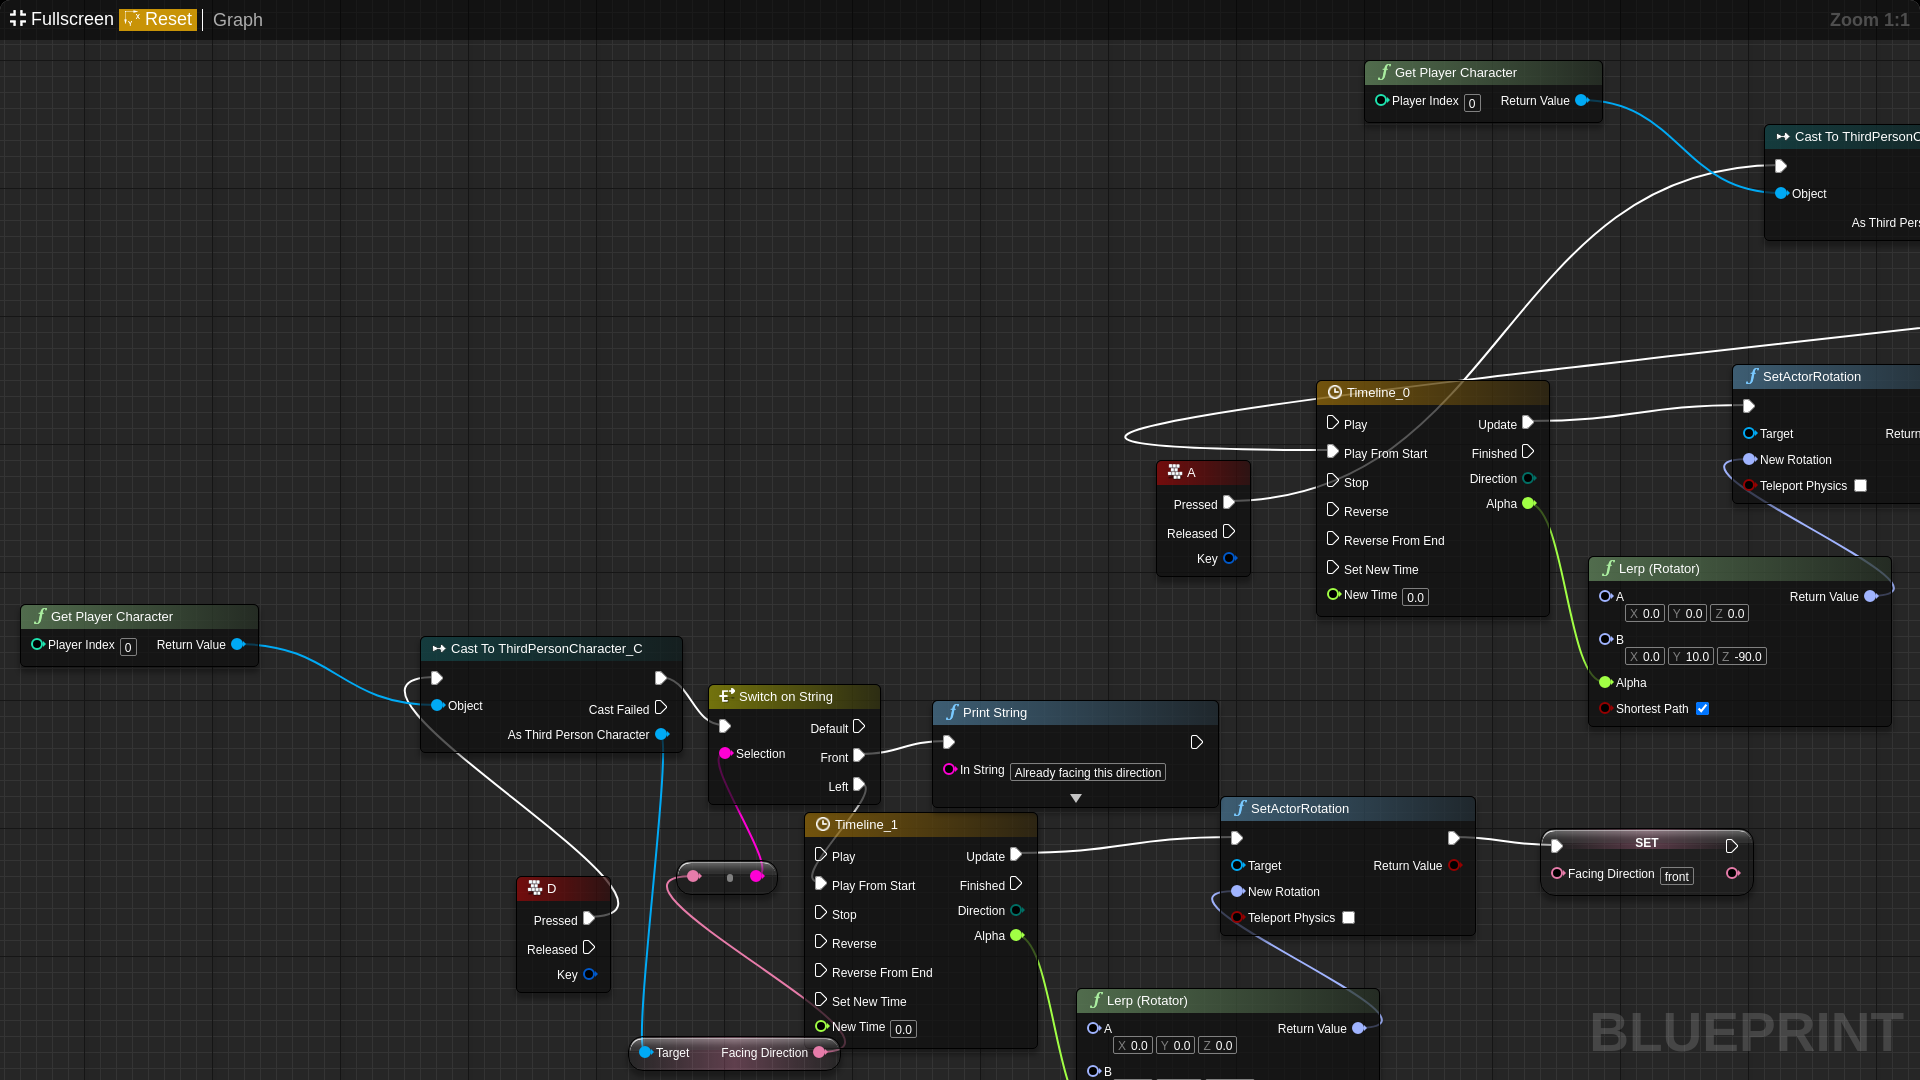 Fullscreen Reset Graph Zoom 1:1
Get Player Character
Player Index 0 Return Value
Cast To ThirdPersonC
Object
As Third Pers
Timeline_0
Play Update
Play From Start Finished
Stop Direction
Reverse Alpha
Reverse From End
Set New Time
New Time 0.0
SetActorRotation
Target Return
New Rotation
Teleport Physics
A
Pressed
Released
Key
Lerp (Rotator)
A Return Value
X 0.0 Y 0.0 Z 0.0
B
X 0.0 Y 10.0 Z -90.0
Alpha
Shortest Path
Get Player Character
Player Index 0 Return Value
Cast To ThirdPersonCharacter_C
Object Cast Failed
As Third Person Character
Switch on String
Default
Selection Front
Left
Print String
In String Already facing this direction
Timeline_1
Play Update
Play From Start Finished
Stop Direction
Reverse Alpha
Reverse From End
Set New Time
New Time 0.0
SetActorRotation
Target Return Value
New Rotation
Teleport Physics
SET
Facing Direction front
D
Pressed
Released
Key
Target Facing Direction
Lerp (Rotator)
A Return Value
X 0.0 Y 0.0 Z 0.0
B
BLUEPRINT